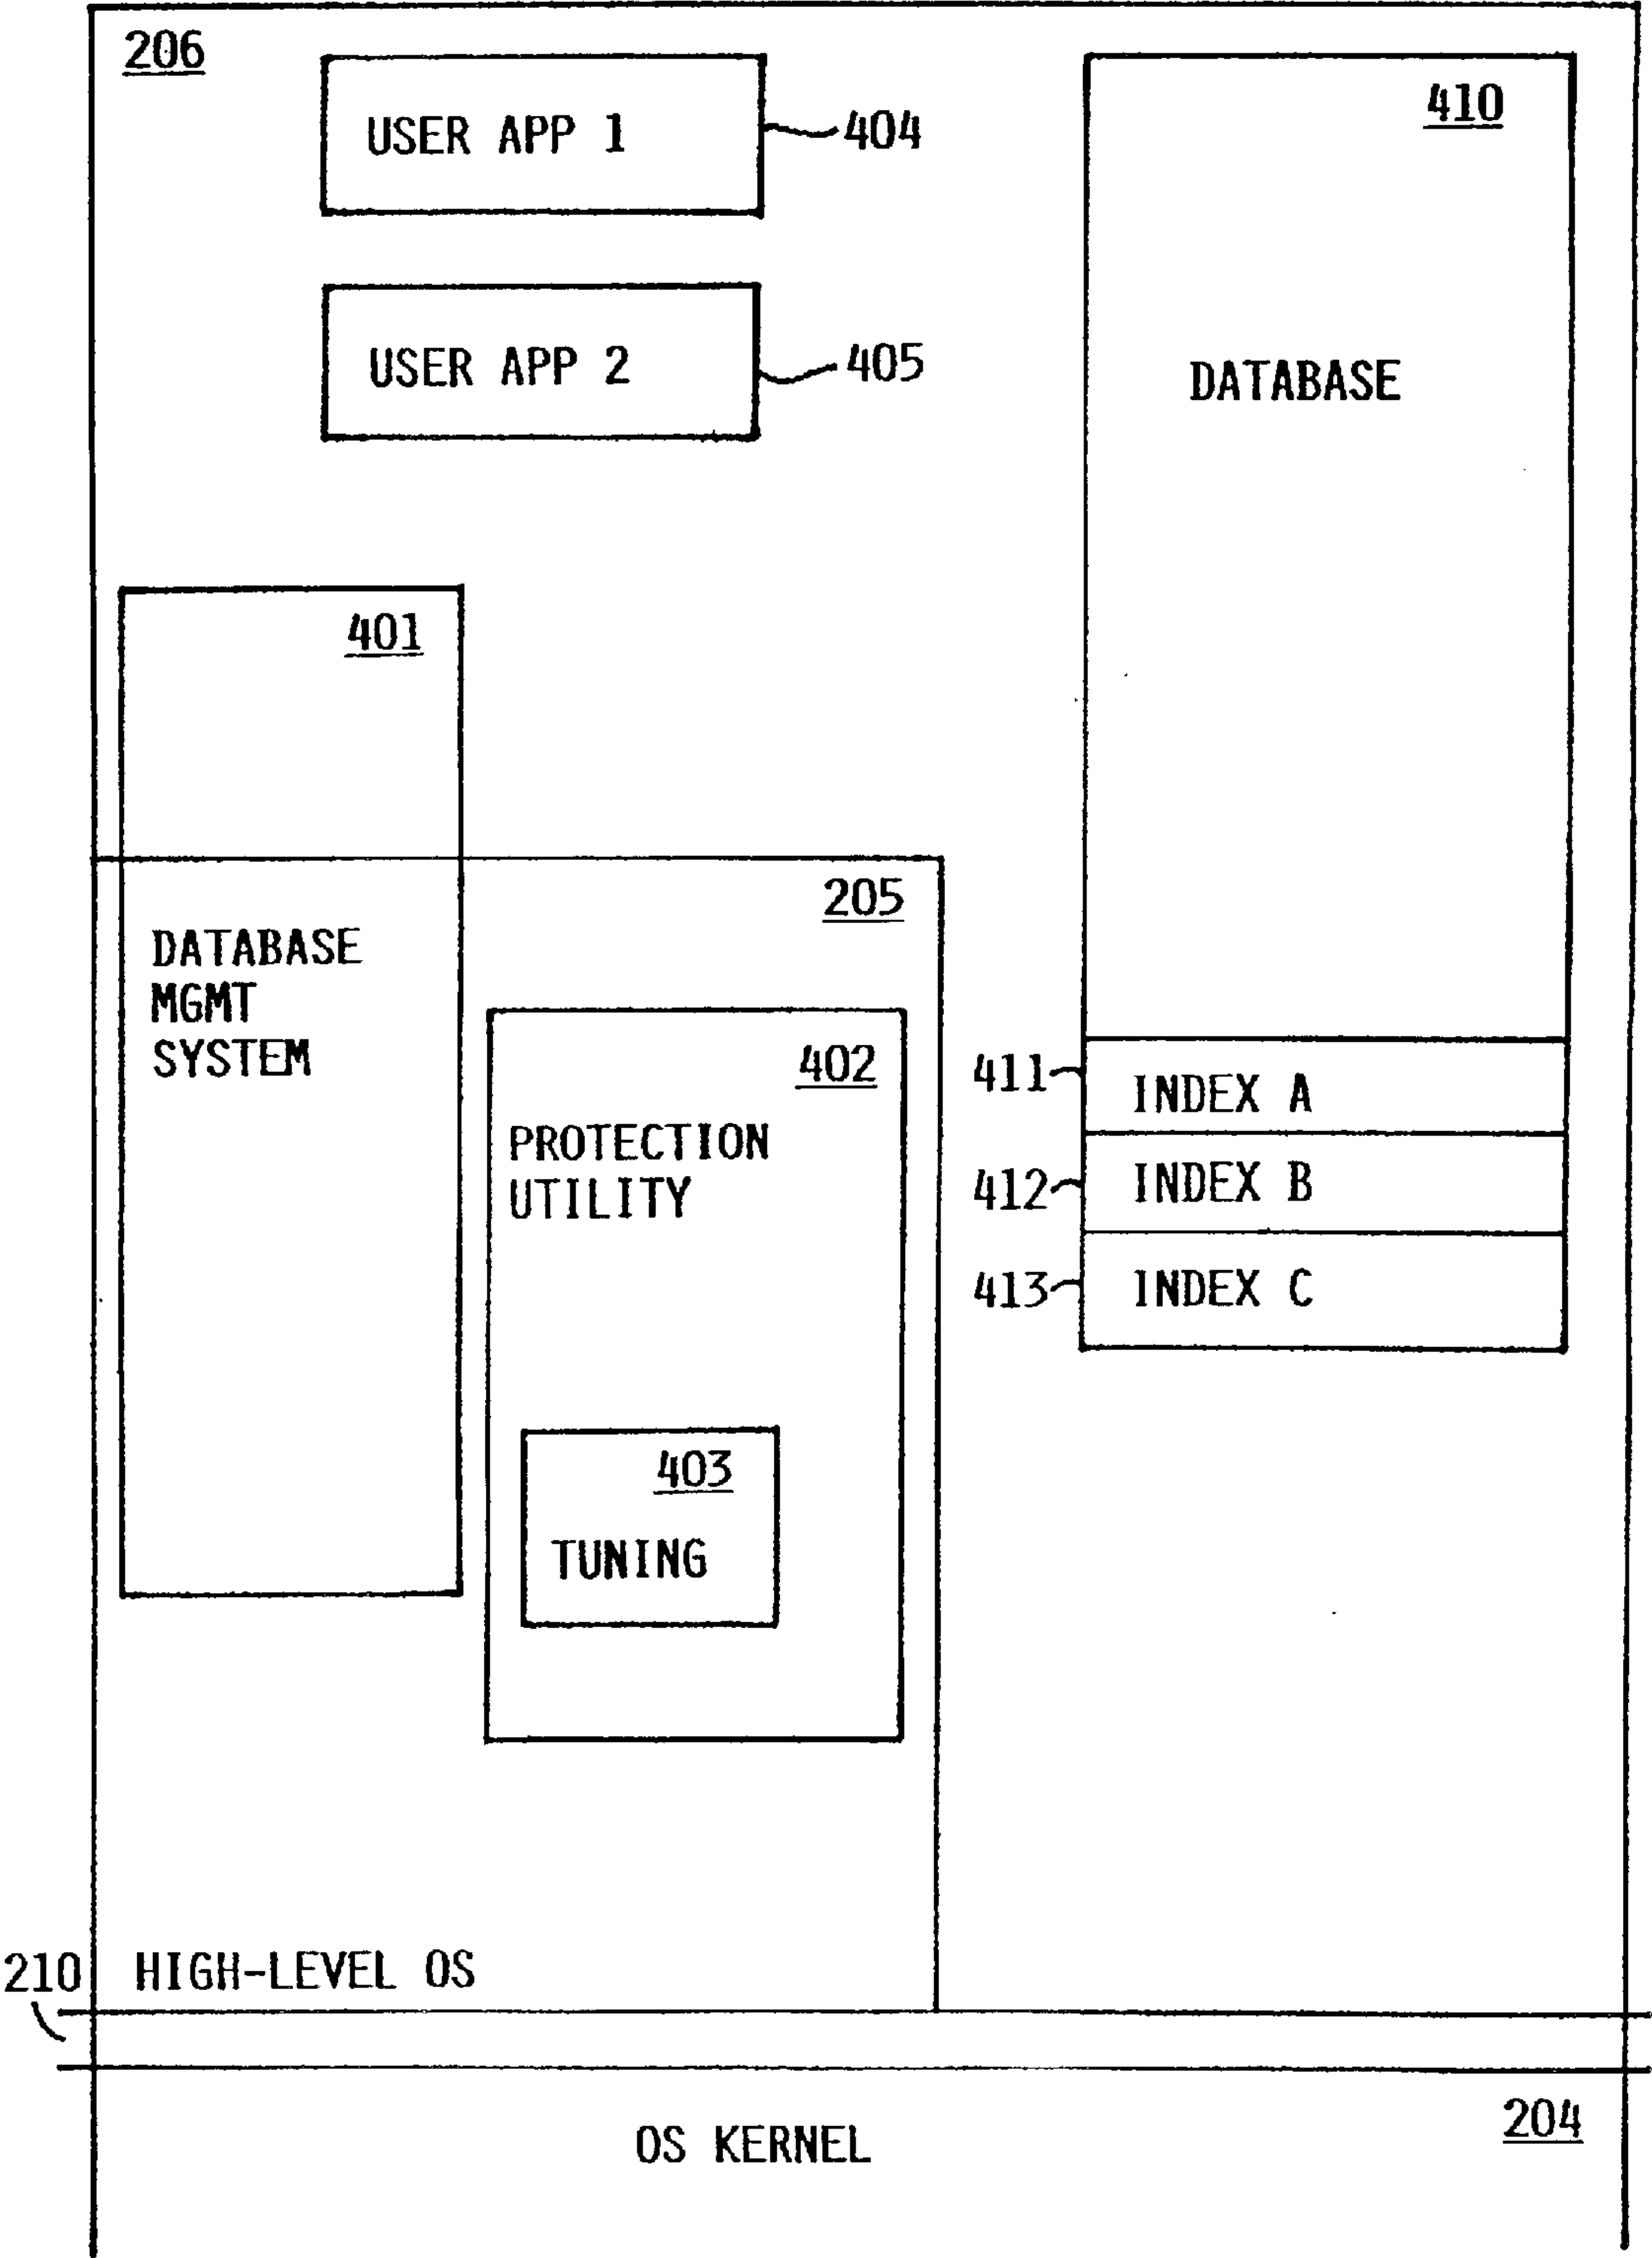 206
USER APP 1
404
410
USER APP 2
405
DATABASE
401
205
DATABASE
MGMT
SYSTEM
402
PROTECTION
UTILITY
411
INDEX A
412
INDEX B
413
INDEX C
403
TUNING
210
HIGH-LEVEL OS
204
OS KERNEL